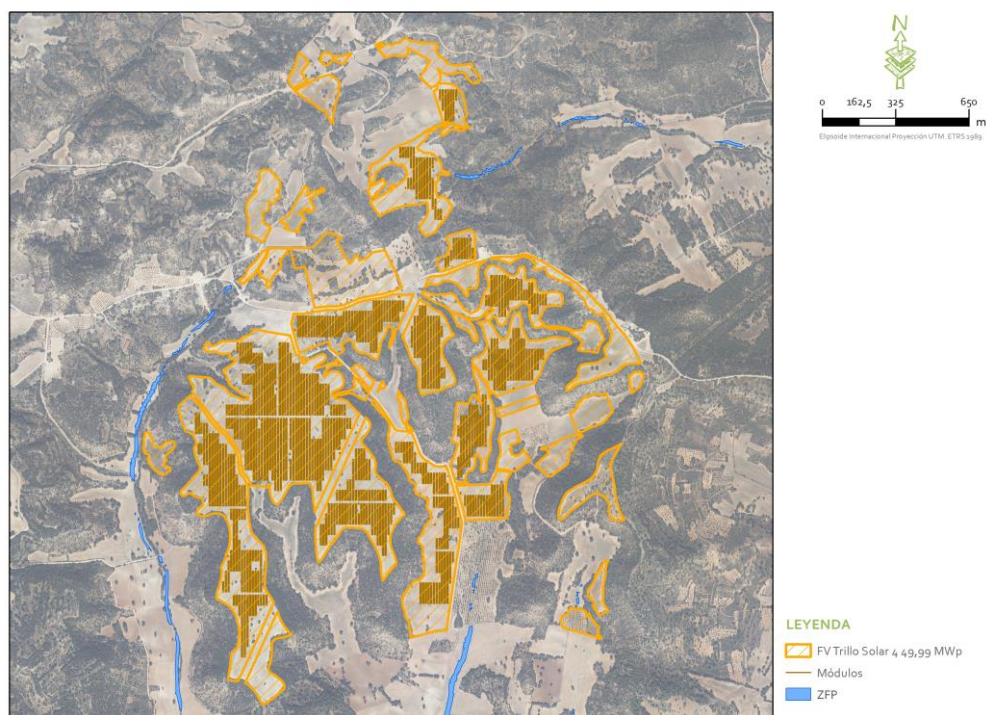 N
0 162,5 325 650
m
Elipsoide Internacional Proyección UTM. ETRS 1989
LEYENDA
FV Trillo Solar 4 49,99 MWp
Módulos
ZFP